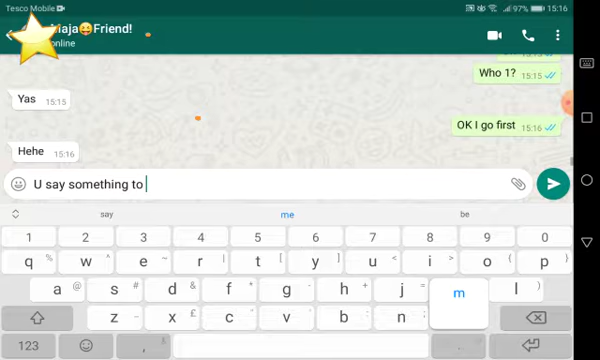 Tesco Mobile 97% 15:16
Maja😜Friend!
online
Who 1? 15:15
Yas 15:15
OK I go first 15:16
Hehe 15:16
U say something to
say me be
1 2 3 4 5 6 7 8 9 0
q % w ^ e ~ r | t [ y ] u < i > o { p }
a @ s # d & f * g - h + j = m l )
z x £ c " v b : n ;
?123 , .